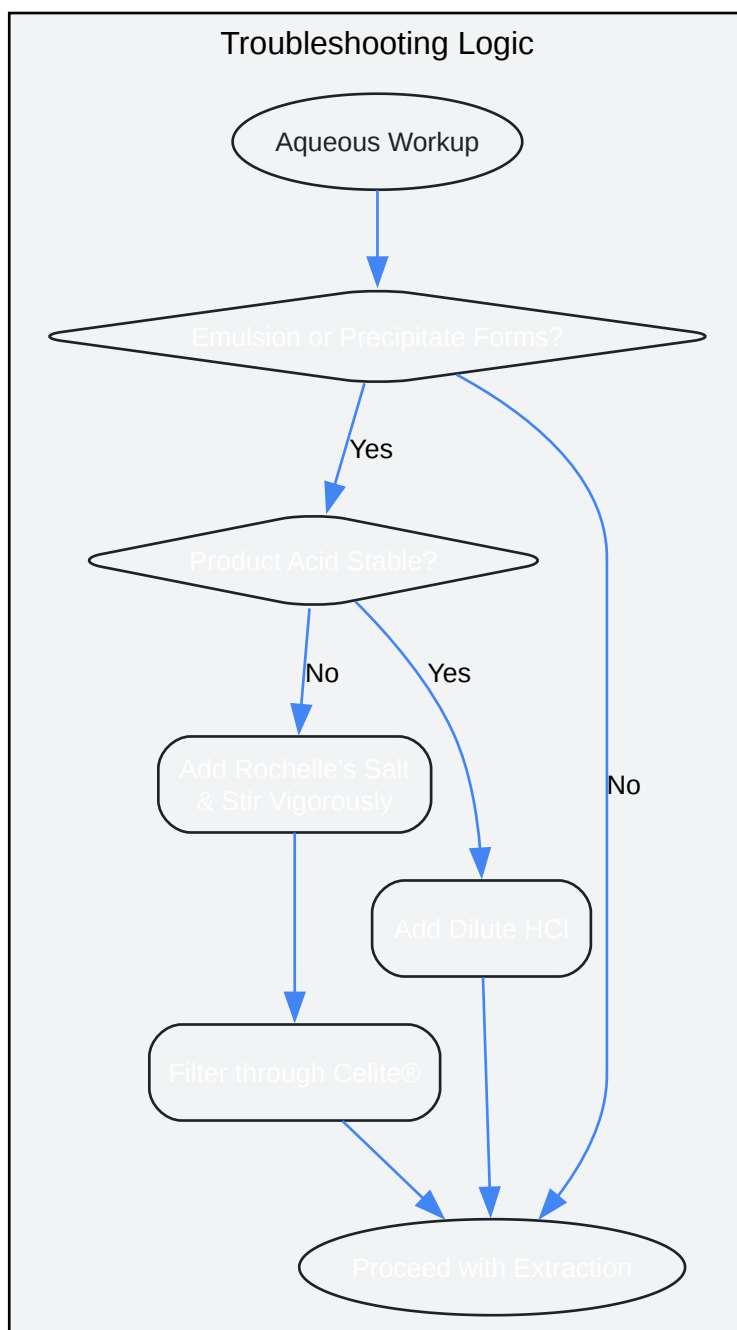 Troubleshooting Logic
Aqueous Workup
Emulsion or Precipitate Forms?
Yes
Product Acid Stable?
No
Yes
Add Rochelle's Salt
& Stir Vigorously
No
Add Dilute HCl
Filter through Celite®
Proceed with Extraction